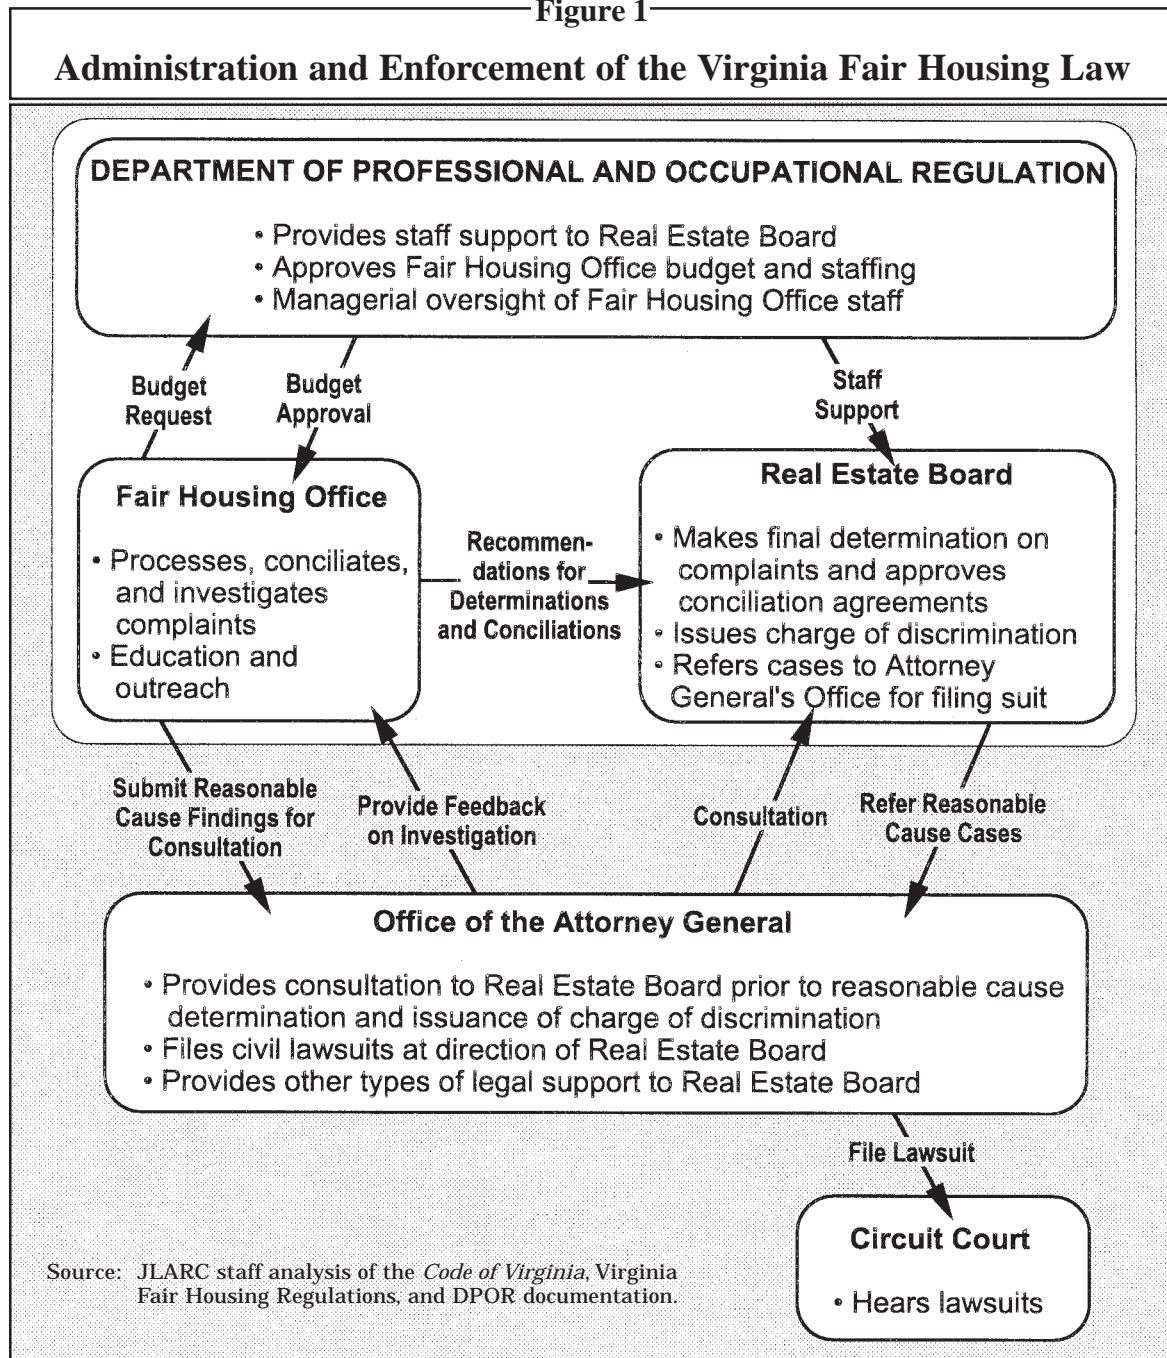 Figure 1
Administration and Enforcement of the Virginia Fair Housing Law
DEPARTMENT OF PROFESSIONAL AND OCCUPATIONAL REGULATION
• Provides staff support to Real Estate Board
• Approves Fair Housing Office budget and staffing
• Managerial oversight of Fair Housing Office staff
Budget
Request
Budget
Approval
Staff
Support
Fair Housing Office
• Processes, conciliates,
and investigates
complaints
• Education and
outreach
Recommen-
dations for
Determinations
and Conciliations
Real Estate Board
• Makes final determination on
complaints and approves
conciliation agreements
• Issues charge of discrimination
• Refers cases to Attorney
General's Office for filing suit
Submit Reasonable
Cause Findings for
Consultation
Provide Feedback
on Investigation
Consultation
Refer Reasonable
Cause Cases
Office of the Attorney General
• Provides consultation to Real Estate Board prior to reasonable cause
determination and issuance of charge of discrimination
• Files civil lawsuits at direction of Real Estate Board
• Provides other types of legal support to Real Estate Board
File Lawsuit
Circuit Court
• Hears lawsuits
Source: JLARC staff analysis of the Code of Virginia, Virginia
Fair Housing Regulations, and DPOR documentation.